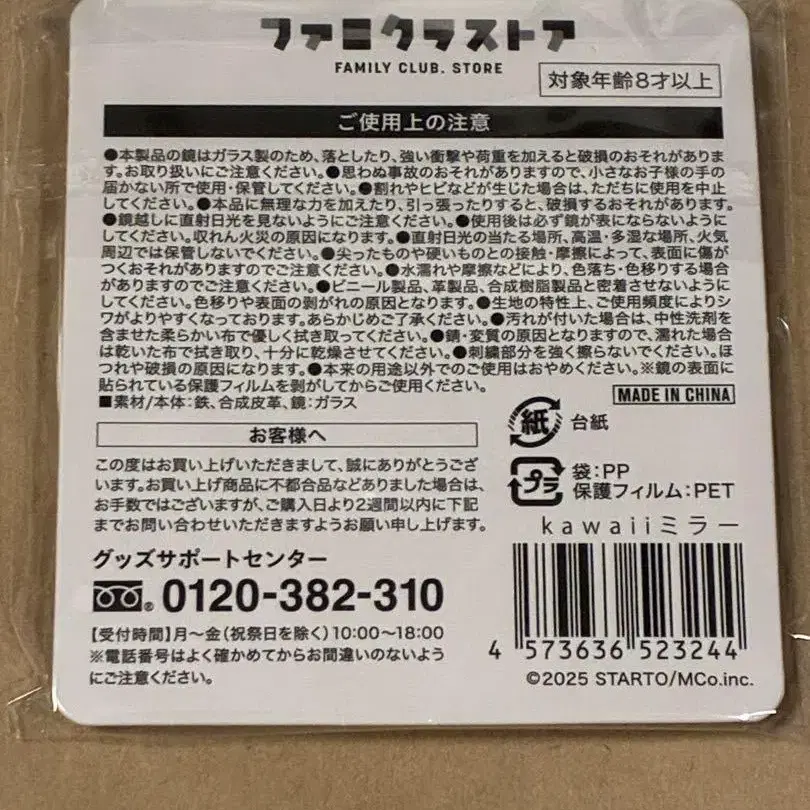 ファミクラストア
FAMILY CLUB. STORE
対象年齢8才以上
ご使用上の注意
●本製品の鏡はガラス製のため、落としたり、強い衝撃や荷重を加えると破損のおそれがありま
す。お取り扱いにご注意ください。●思わぬ事故のおそれがありますので、小さなお子様の手の
届かない所で使用・保管してください。●割れやヒビなどが生じた場合は、ただちに使用を中止
してください。●本品に無理な力を加えたり、引っ張ったりすると、破損するおそれがあります。
●鏡越しに直射日光を見ないようにご注意ください。●使用後は必ず鏡が表にならないように
してください。収れん火災の原因になります。●直射日光の当たる場所、高温・多湿な場所、火気
周辺では保管しないでください。●尖ったものや硬いものとの接触・摩擦によって、表面に傷が
つくおそれがありますのでご注意ください。●水濡れや摩擦などにより、色落ち・色移りする場合
がありますのでご注意ください。●ビニール製品、革製品、合成樹脂製品と密着させないようにし
てください。色移りや表面の剥がれの原因となります。●生地の特性上、ご使用頻度によりシ
ワがよりやすくなっております。あらかじめご了承ください。●汚れが付いた場合は、中性洗剤を
含ませた柔らかい布で優しく拭き取ってください。●錆・変質の原因となりますので、濡れた場合
は乾いた布で拭き取り、十分に乾燥させてください。●刺繍部分を強く擦らないでください。ほ
つれや破損の原因になります。●本来の用途以外でのご使用はおやめください。※鏡の表面に
貼られている保護フィルムを剥がしてからご使用ください。
■素材/本体:鉄、合成皮革、鏡:ガラス
MADE IN CHINA
お客様へ
この度はお買い上げいただきまして、誠にありがとうござ
います。お買い上げ商品に不都合品などありました場合は、
お手数ではございますが、ご購入日より2週間以内に下記
までお問い合わせいただきますようお願い申し上げます。
グッズサポートセンター
0120-382-310
【受付時間】月〜金(祝祭日を除く)10:00〜18:00
※電話番号はよく確かめてからお間違いのないよう
にご注意ください。
紙 台紙
プラ 袋:PP
保護フィルム:PET
kawaiiミラー
4 573636 523244
©2025 STARTO/MCo.inc.